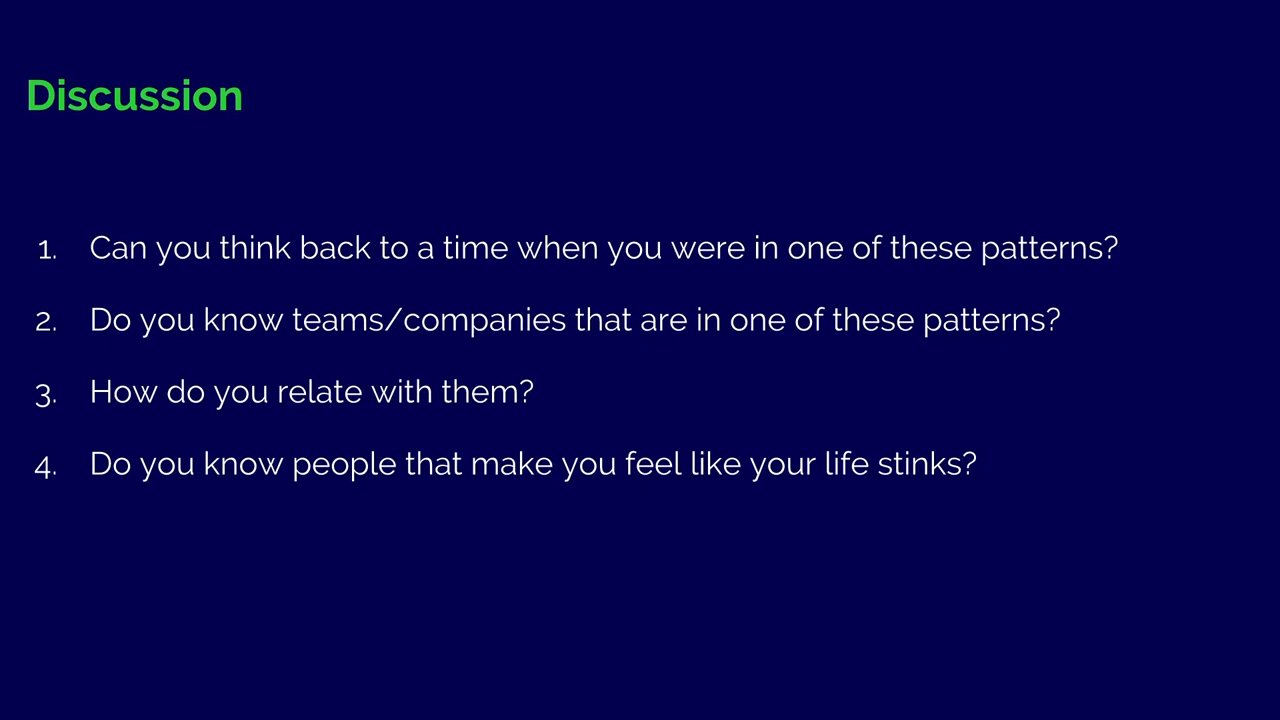 Discussion
1. Can you think back to a time when you were in one of these patterns?
2. Do you know teams/companies that are in one of these patterns?
3. How do you relate with them?
4. Do you know people that make you feel like your life stinks?